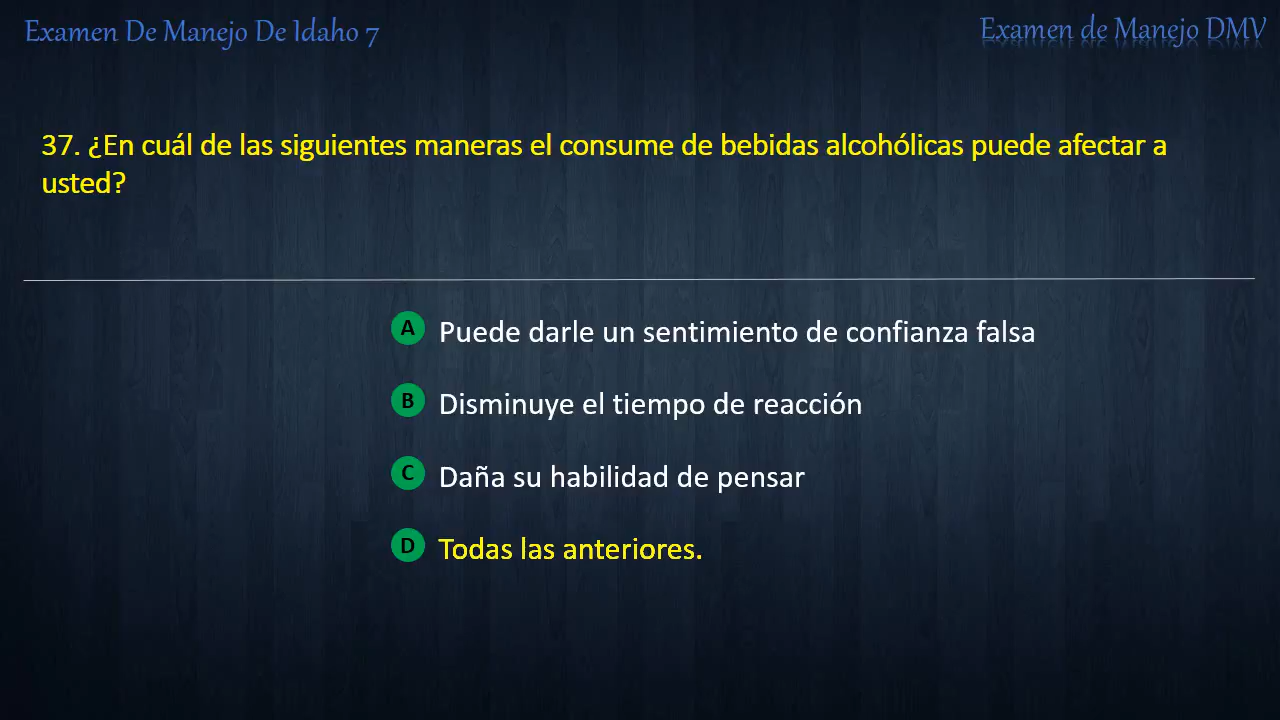 Examen De Manejo De Idaho 7
Examen de Manejo DMV
37. ¿En cuál de las siguientes maneras el consume de bebidas alcohólicas puede afectar a
usted?
A Puede darle un sentimiento de confianza falsa
B Disminuye el tiempo de reacción
C Daña su habilidad de pensar
D Todas las anteriores.